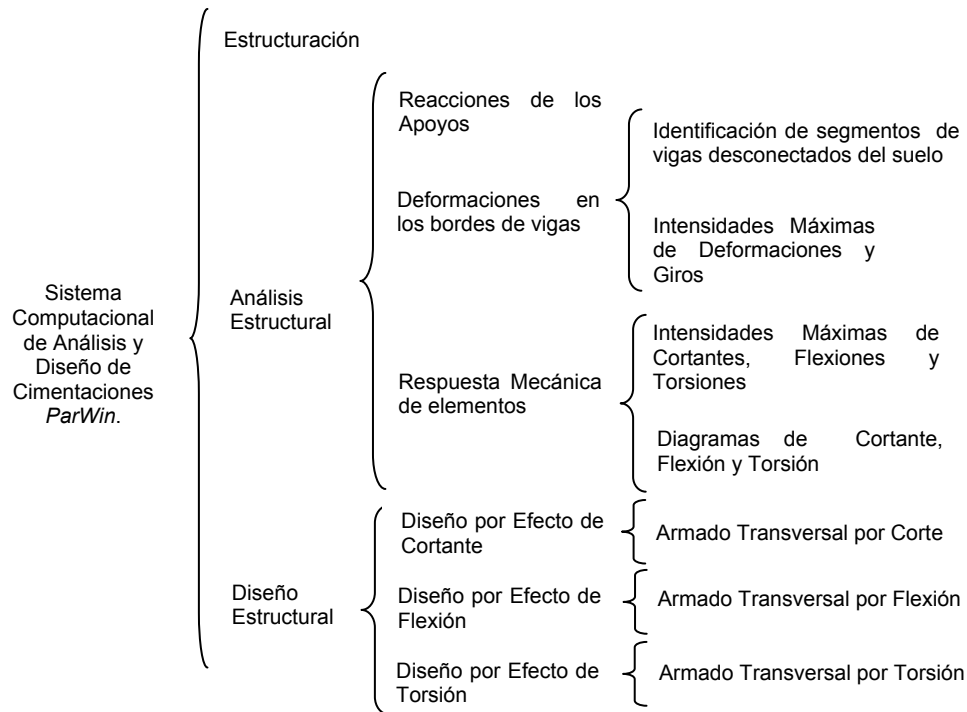 Estructuración
Reacciones de los
Apoyos
Identificación de segmentos de
vigas desconectados del suelo
Deformaciones en
los bordes de vigas
Intensidades Máximas
de Deformaciones y
Giros
Sistema
Computacional
de Análisis y
Diseño de
Cimentaciones
ParWin.
Análisis
Estructural
Intensidades Máximas de
Cortantes, Flexiones y
Torsiones
Respuesta Mecánica
de elementos
Diagramas de Cortante,
Flexión y Torsión
Diseño por Efecto de
Cortante
Armado Transversal por Corte
Diseño
Estructural
Diseño por Efecto de
Flexión
Armado Transversal por Flexión
Diseño por Efecto de
Torsión
Armado Transversal por Torsión